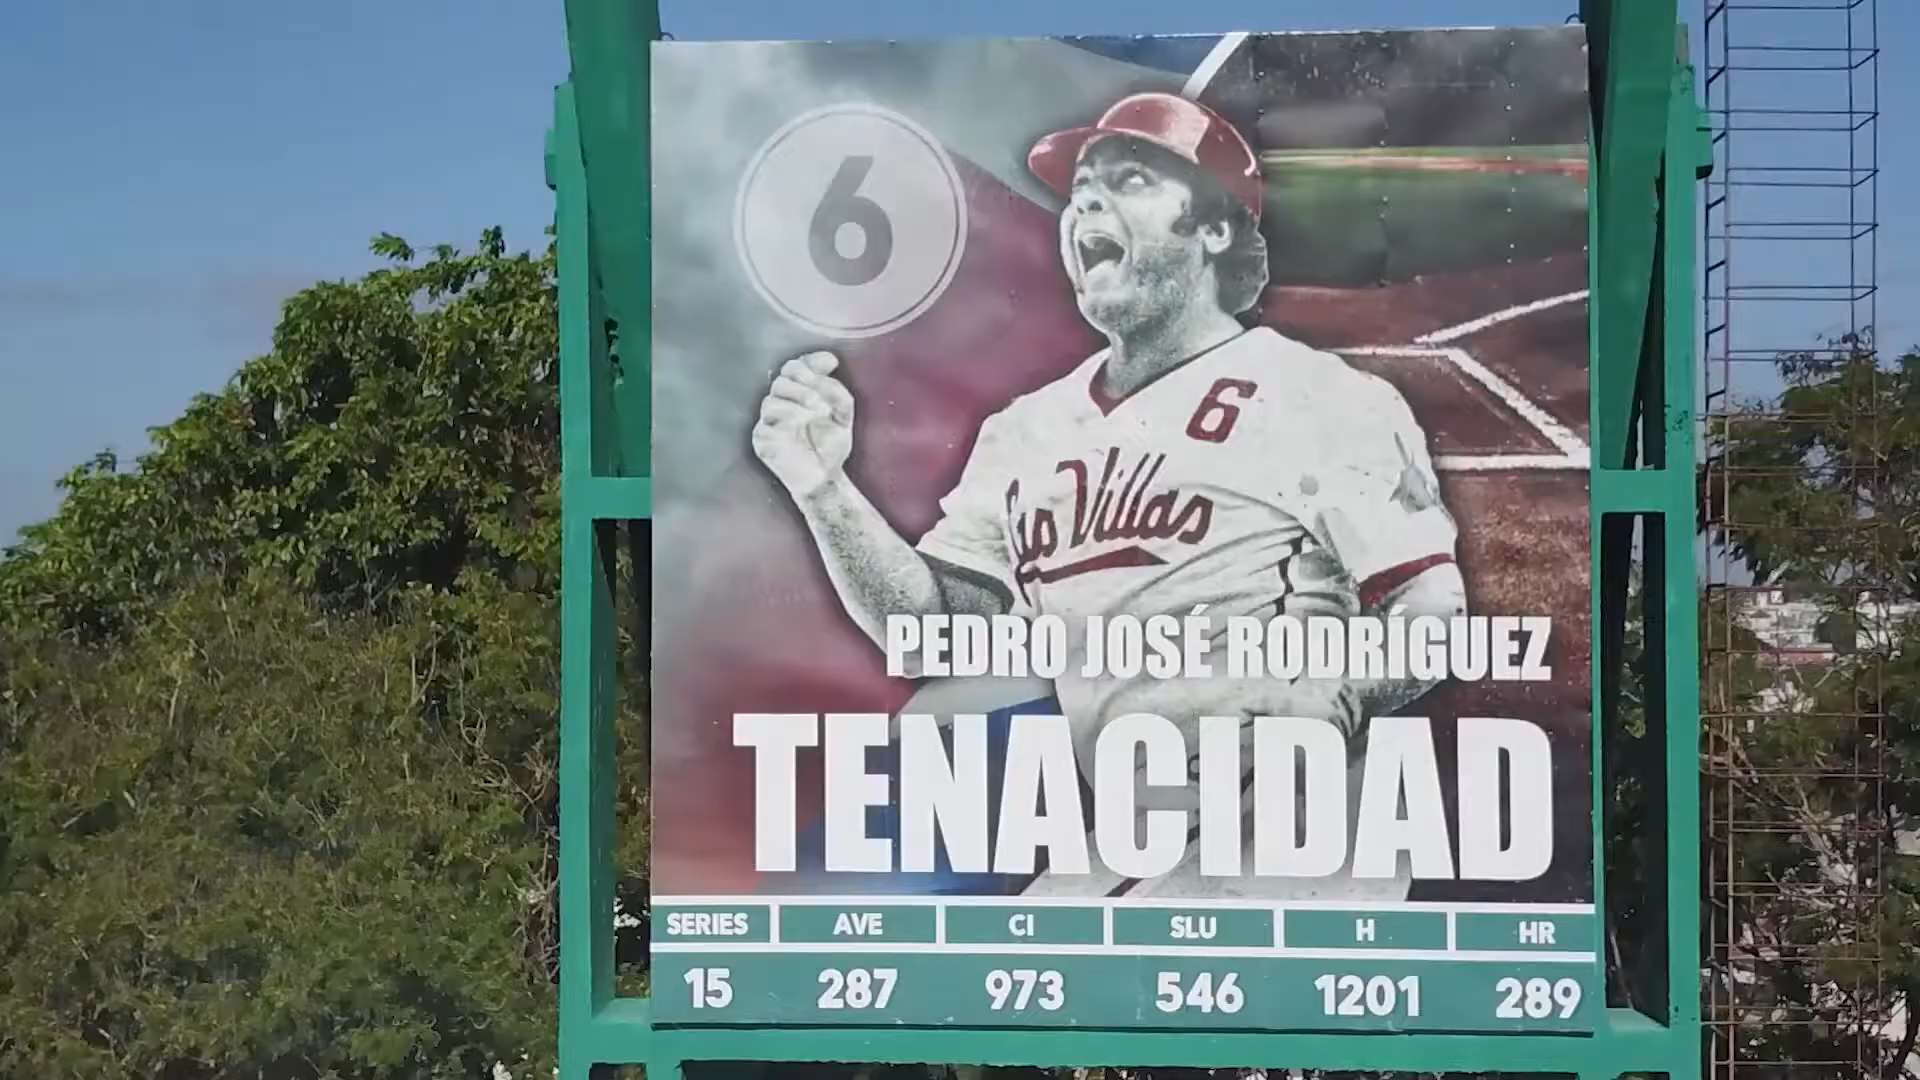 6
6
Las Villas
PEDRO JOSÉ RODRÍGUEZ
TENACIDAD
SERIES AVE CI SLU H HR
15 287 973 546 1201 289